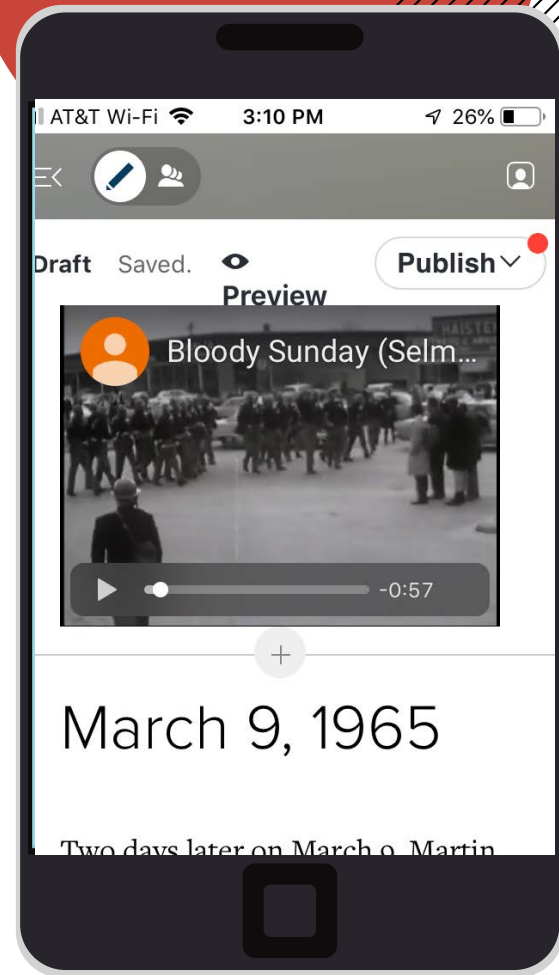 AT&T Wi-Fi 3:10 PM 26%
Draft Saved. Preview Publish
Bloody Sunday (Selm...
HAISTEN
-0:57
March 9, 1965
Two days later on March 9, Martin